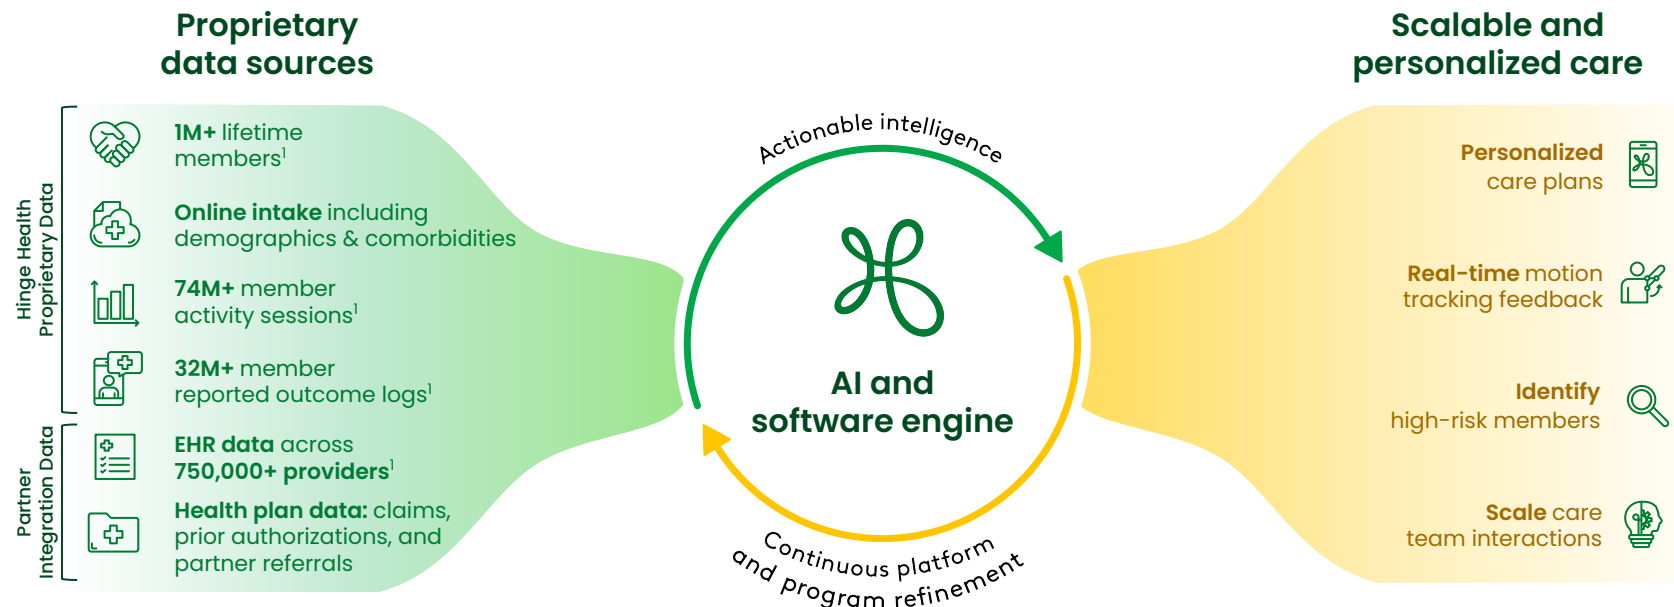 Proprietary
data sources
Hinge Health
Proprietary Data
1M+ lifetime
members¹
Online intake including
demographics & comorbidities
74M+ member
activity sessions¹
32M+ member
reported outcome logs¹
Partner
Integration Data
EHR data across
750,000+ providers¹
Health plan data: claims,
prior authorizations, and
partner referrals
Actionable intelligence
AI and
software engine
Continuous platform
and program refinement
Scalable and
personalized care
Personalized
care plans
Real-time motion
tracking feedback
Identify
high-risk members
Scale care
team interactions